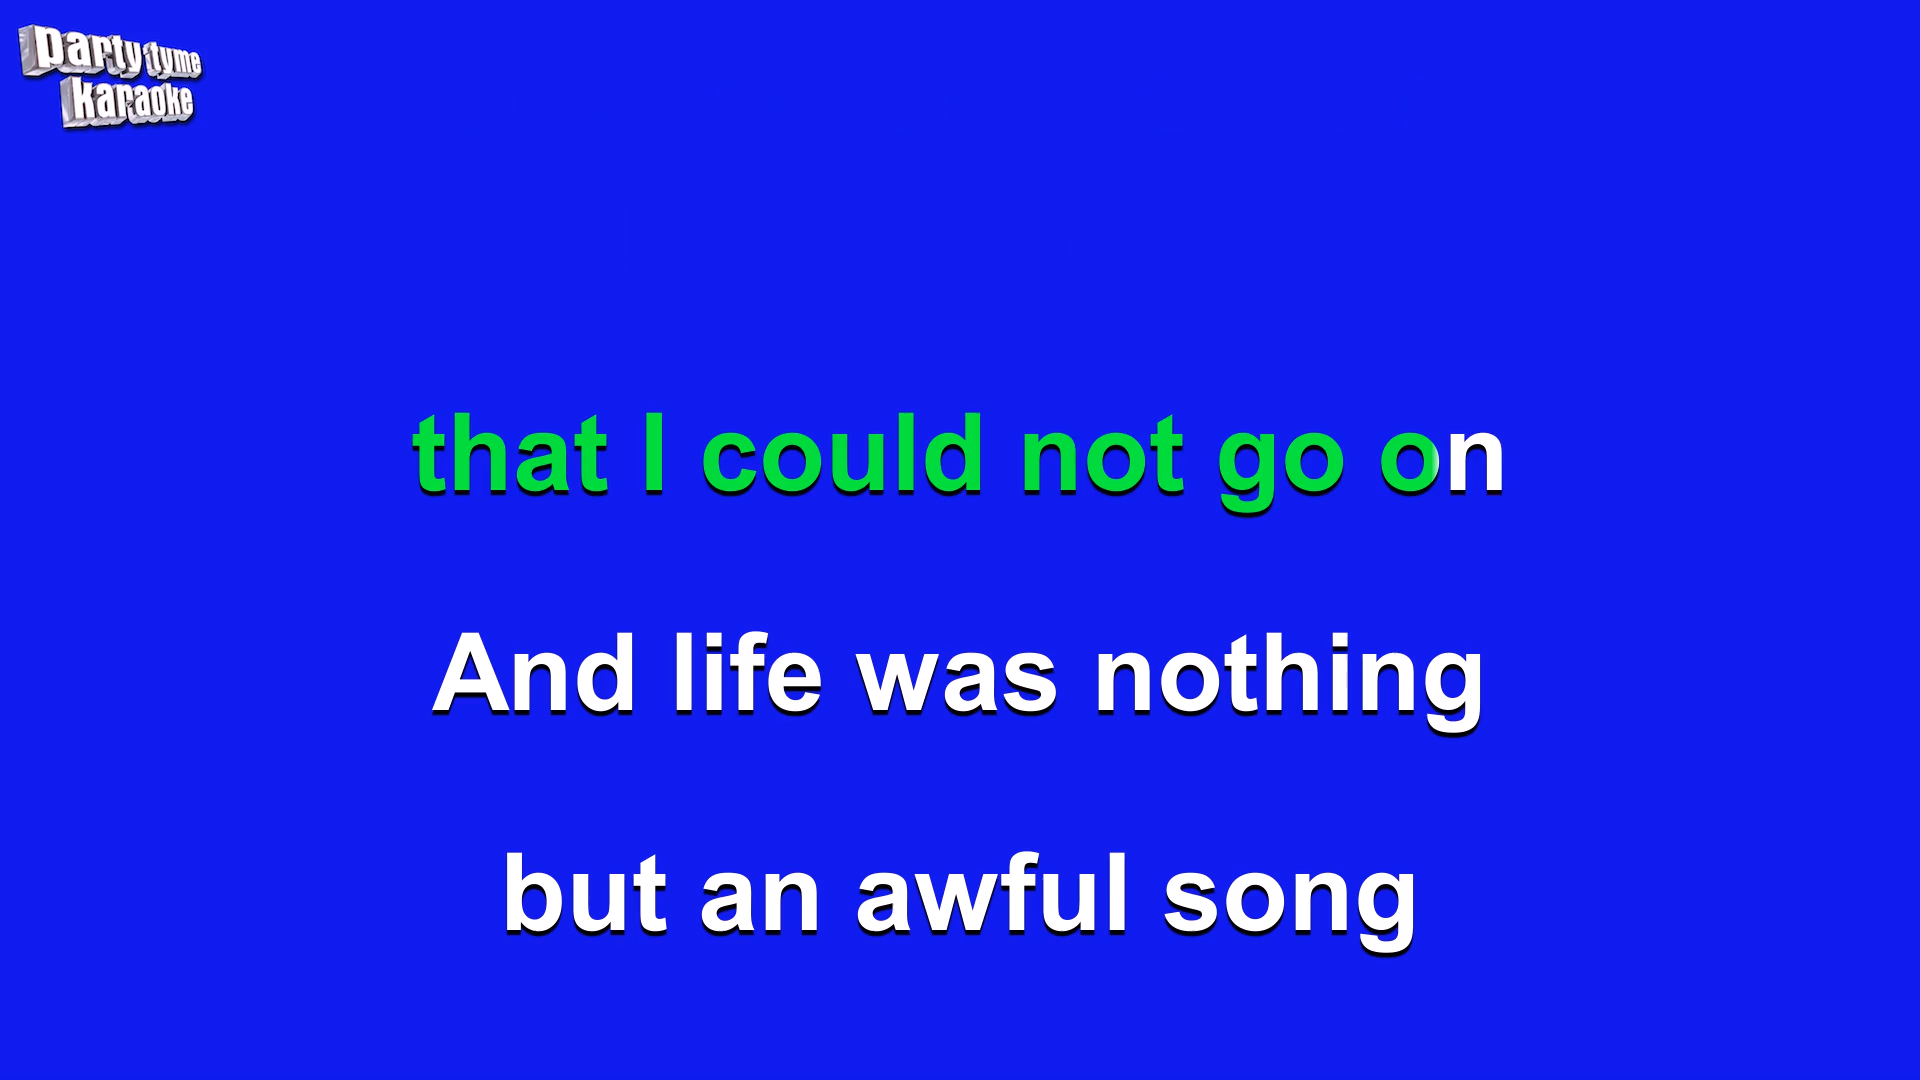 party tyme
karaoke
that I could not go on
And life was nothing
but an awful song